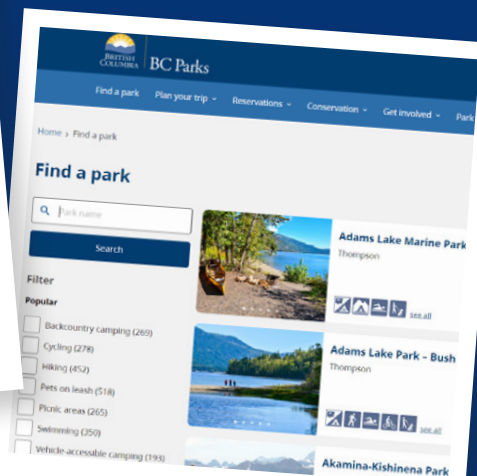 BRITISH
COLUMBIA
BC Parks
Find a park
Plan your trip
Reservations
Conservation
Get involved
Park
Home › Find a park
Find a park
Park name
Search
Filter
Popular
Backcountry camping (269)
Cycling (278)
Hiking (452)
Pets on leash (518)
Picnic areas (265)
Swimming (350)
Vehicle-accessible camping (193)
Adams Lake Marine Park
Thompson
see all
Adams Lake Park – Bush
Thompson
see all
Akamina-Kishinena Park